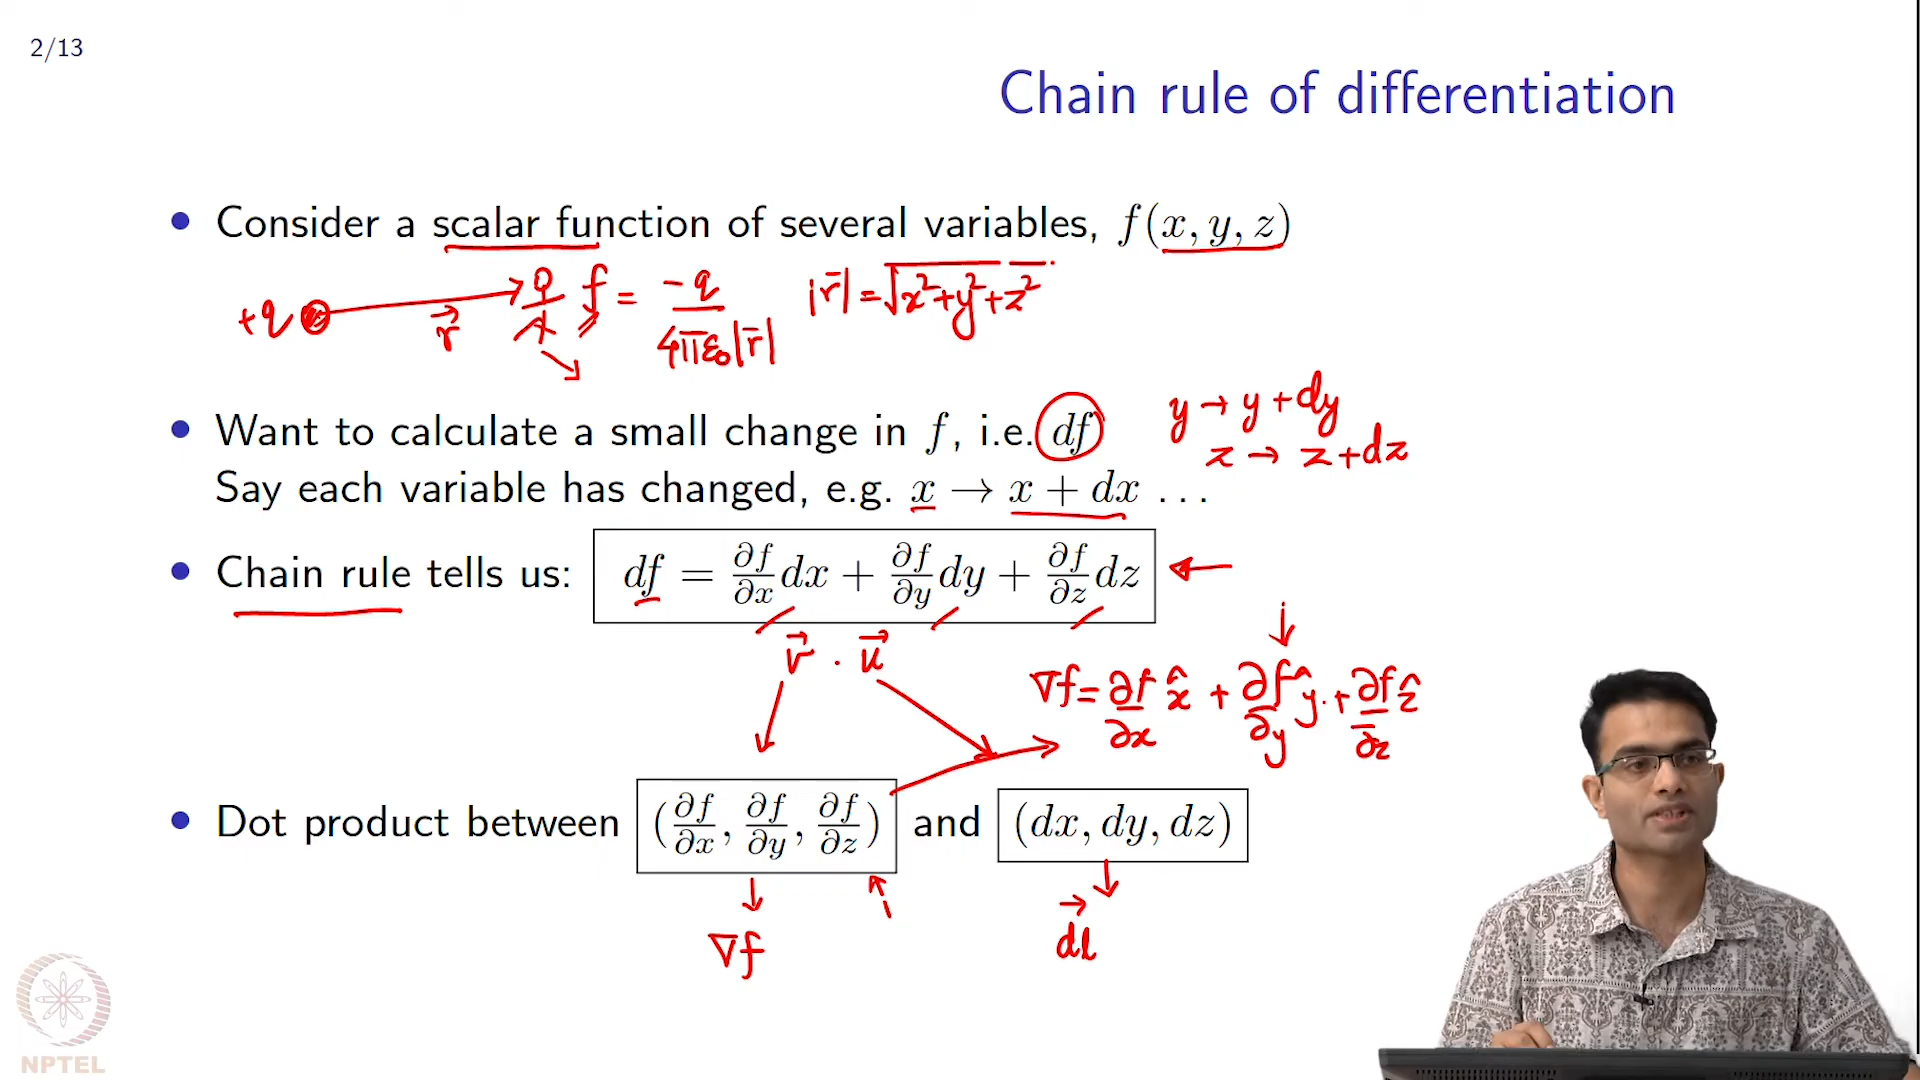 2/13
Chain rule of differentiation
• Consider a scalar function of several variables, f(x, y, z)
+q r⃗ f = -q / 4πε₀|r̄| |r̄| = √x²+y²+z²
y → y + dy
• Want to calculate a small change in f, i.e. df
z → z + dz
Say each variable has changed, e.g. x → x + dx . . .
• Chain rule tells us: df = ∂f/∂x dx + ∂f/∂y dy + ∂f/∂z dz
v⃗ . u⃗
∇f = ∂f/∂x x̂ + ∂f/∂y ŷ + ∂f/∂z ẑ
• Dot product between (∂f/∂x, ∂f/∂y, ∂f/∂z) and (dx, dy, dz)
∇f dl⃗
NPTEL